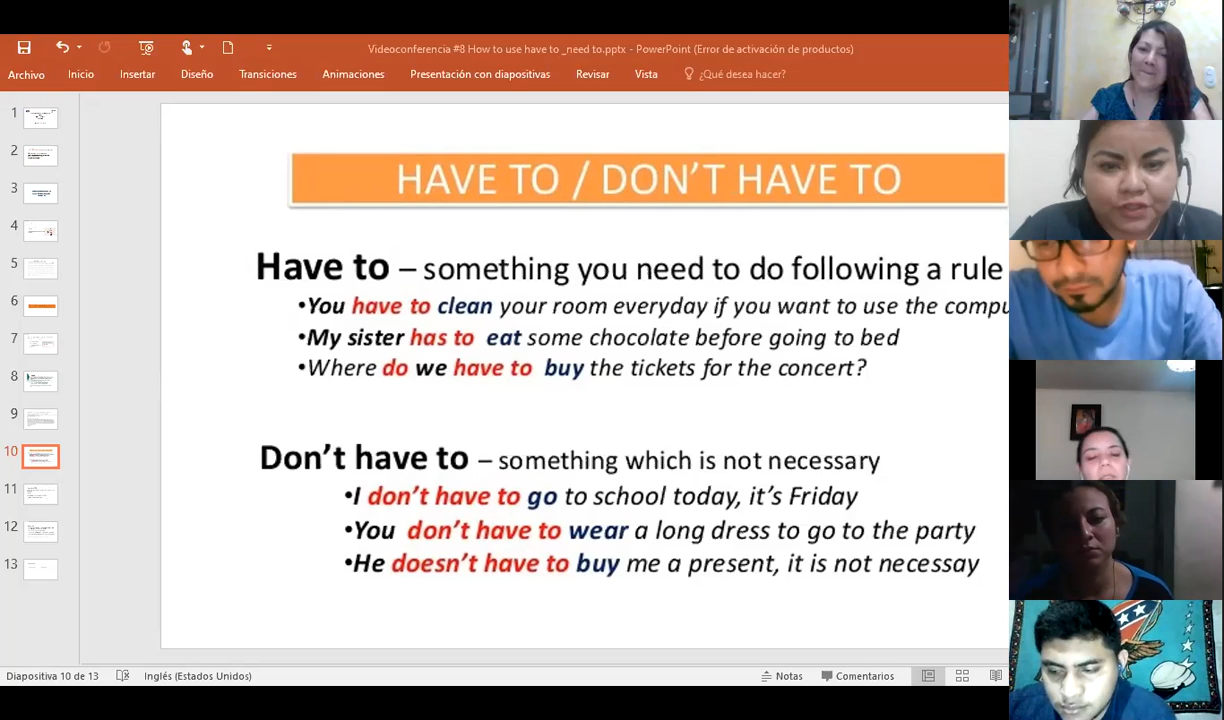 Videoconferencia #8 How to use have to _need to.pptx - PowerPoint (Error de activación de productos)
Archivo Inicio Insertar Diseño Transiciones Animaciones Presentación con diapositivas Revisar Vista ¿Qué desea hacer?
1
2
3
4
5
6
7
8
9
10
11
12
13
HAVE TO / DON'T HAVE TO
Have to – something you need to do following a rule
•You have to clean your room everyday if you want to use the compu
•My sister has to eat some chocolate before going to bed
•Where do we have to buy the tickets for the concert?
Don't have to – something which is not necessary
•I don't have to go to school today, it's Friday
•You don't have to wear a long dress to go to the party
•He doesn't have to buy me a present, it is not necessay
Diapositiva 10 de 13 Inglés (Estados Unidos) Notas Comentarios